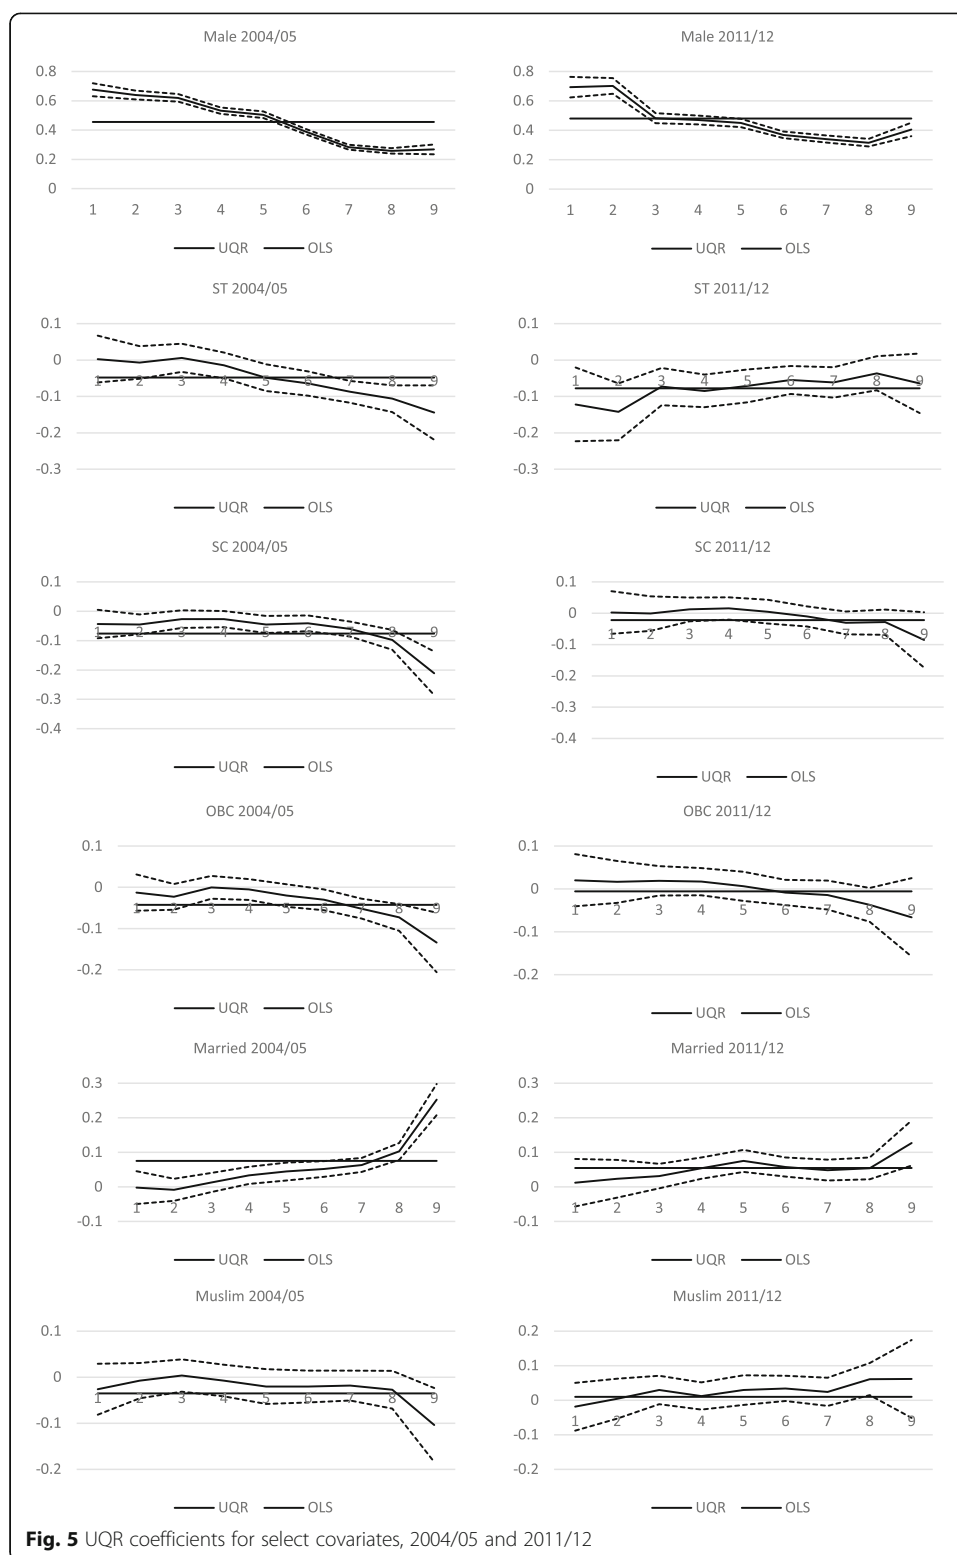 Male 2004/05
0.8
0.6
0.4
0.2
0
1 2 3 4 5 6 7 8 9
UQR OLS
Male 2011/12
0.8
0.6
0.4
0.2
0
1 2 3 4 5 6 7 8 9
UQR OLS
ST 2004/05
0.1
0
-0.1
-0.2
-0.3
1 2 3 4 5 6 7 8 9
UQR OLS
ST 2011/12
0.1
0
-0.1
-0.2
-0.3
1 2 3 4 5 6 7 8 9
UQR OLS
SC 2004/05
0.1
0
-0.1
-0.2
-0.3
-0.4
1 2 3 4 5 6 7 8 9
UQR OLS
SC 2011/12
0.1
0
-0.1
-0.2
-0.3
-0.4
1 2 3 4 5 6 7 8 9
UQR OLS
OBC 2004/05
0.1
0
-0.1
-0.2
1 2 3 4 5 6 7 8 9
UQR OLS
OBC 2011/12
0.1
0
-0.1
-0.2
1 2 3 4 5 6 7 8 9
UQR OLS
Married 2004/05
0.3
0.2
0.1
0
-0.1
1 2 3 4 5 6 7 8 9
UQR OLS
Married 2011/12
0.3
0.2
0.1
0
-0.1
1 2 3 4 5 6 7 8 9
UQR OLS
Muslim 2004/05
0.1
0
-0.1
-0.2
1 2 3 4 5 6 7 8 9
UQR OLS
Muslim 2011/12
0.2
0.1
0
-0.1
-0.2
1 2 3 4 5 6 7 8 9
UQR OLS
Fig. 5 UQR coefficients for select covariates, 2004/05 and 2011/12